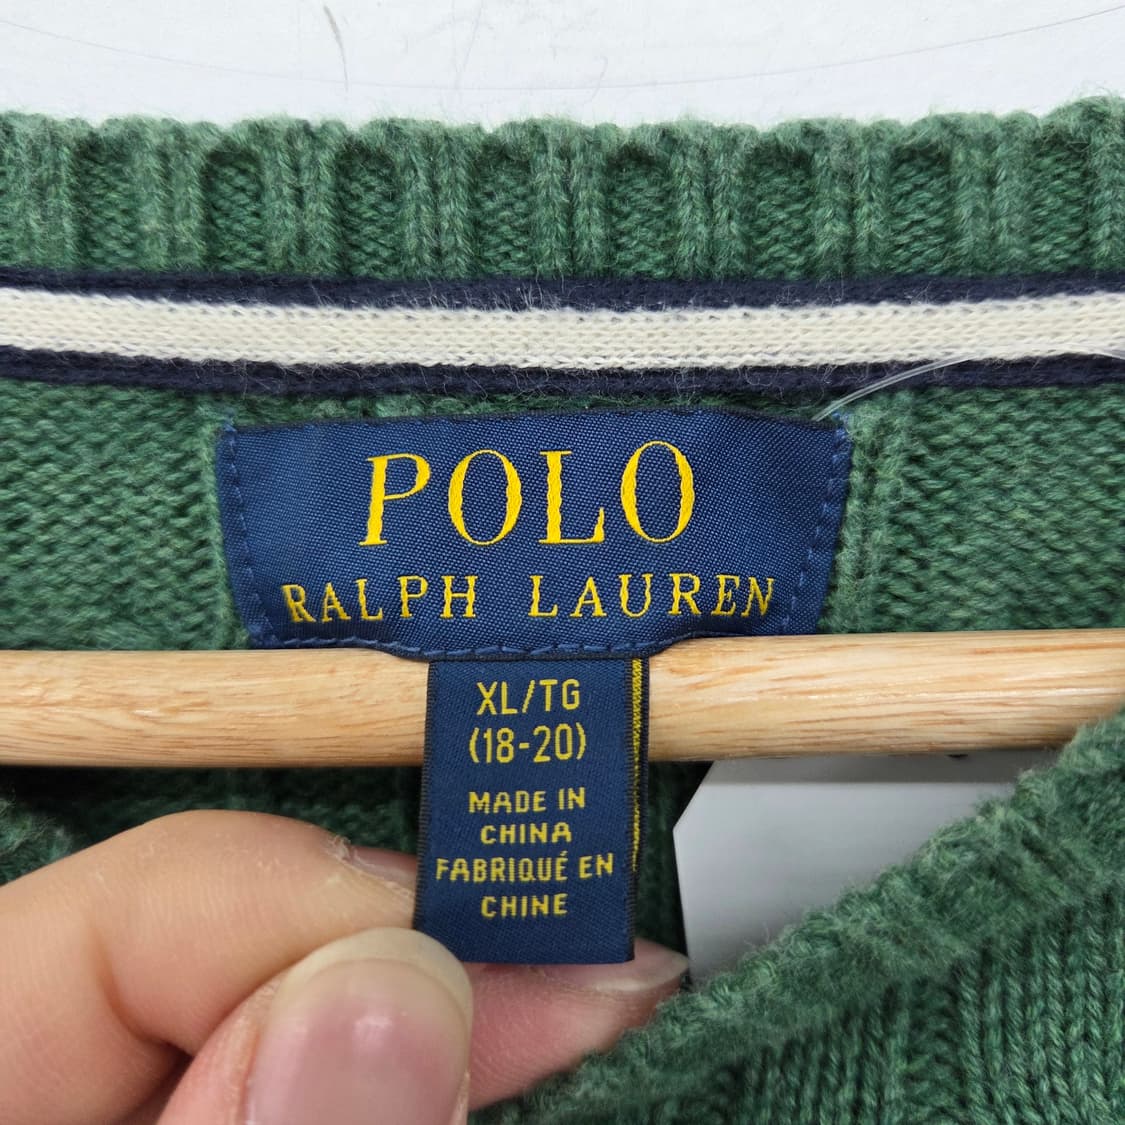 POLO
RALPH LAUREN
XL/TG
(18-20)
MADE IN
CHINA
FABRIQUÉ EN
CHINE